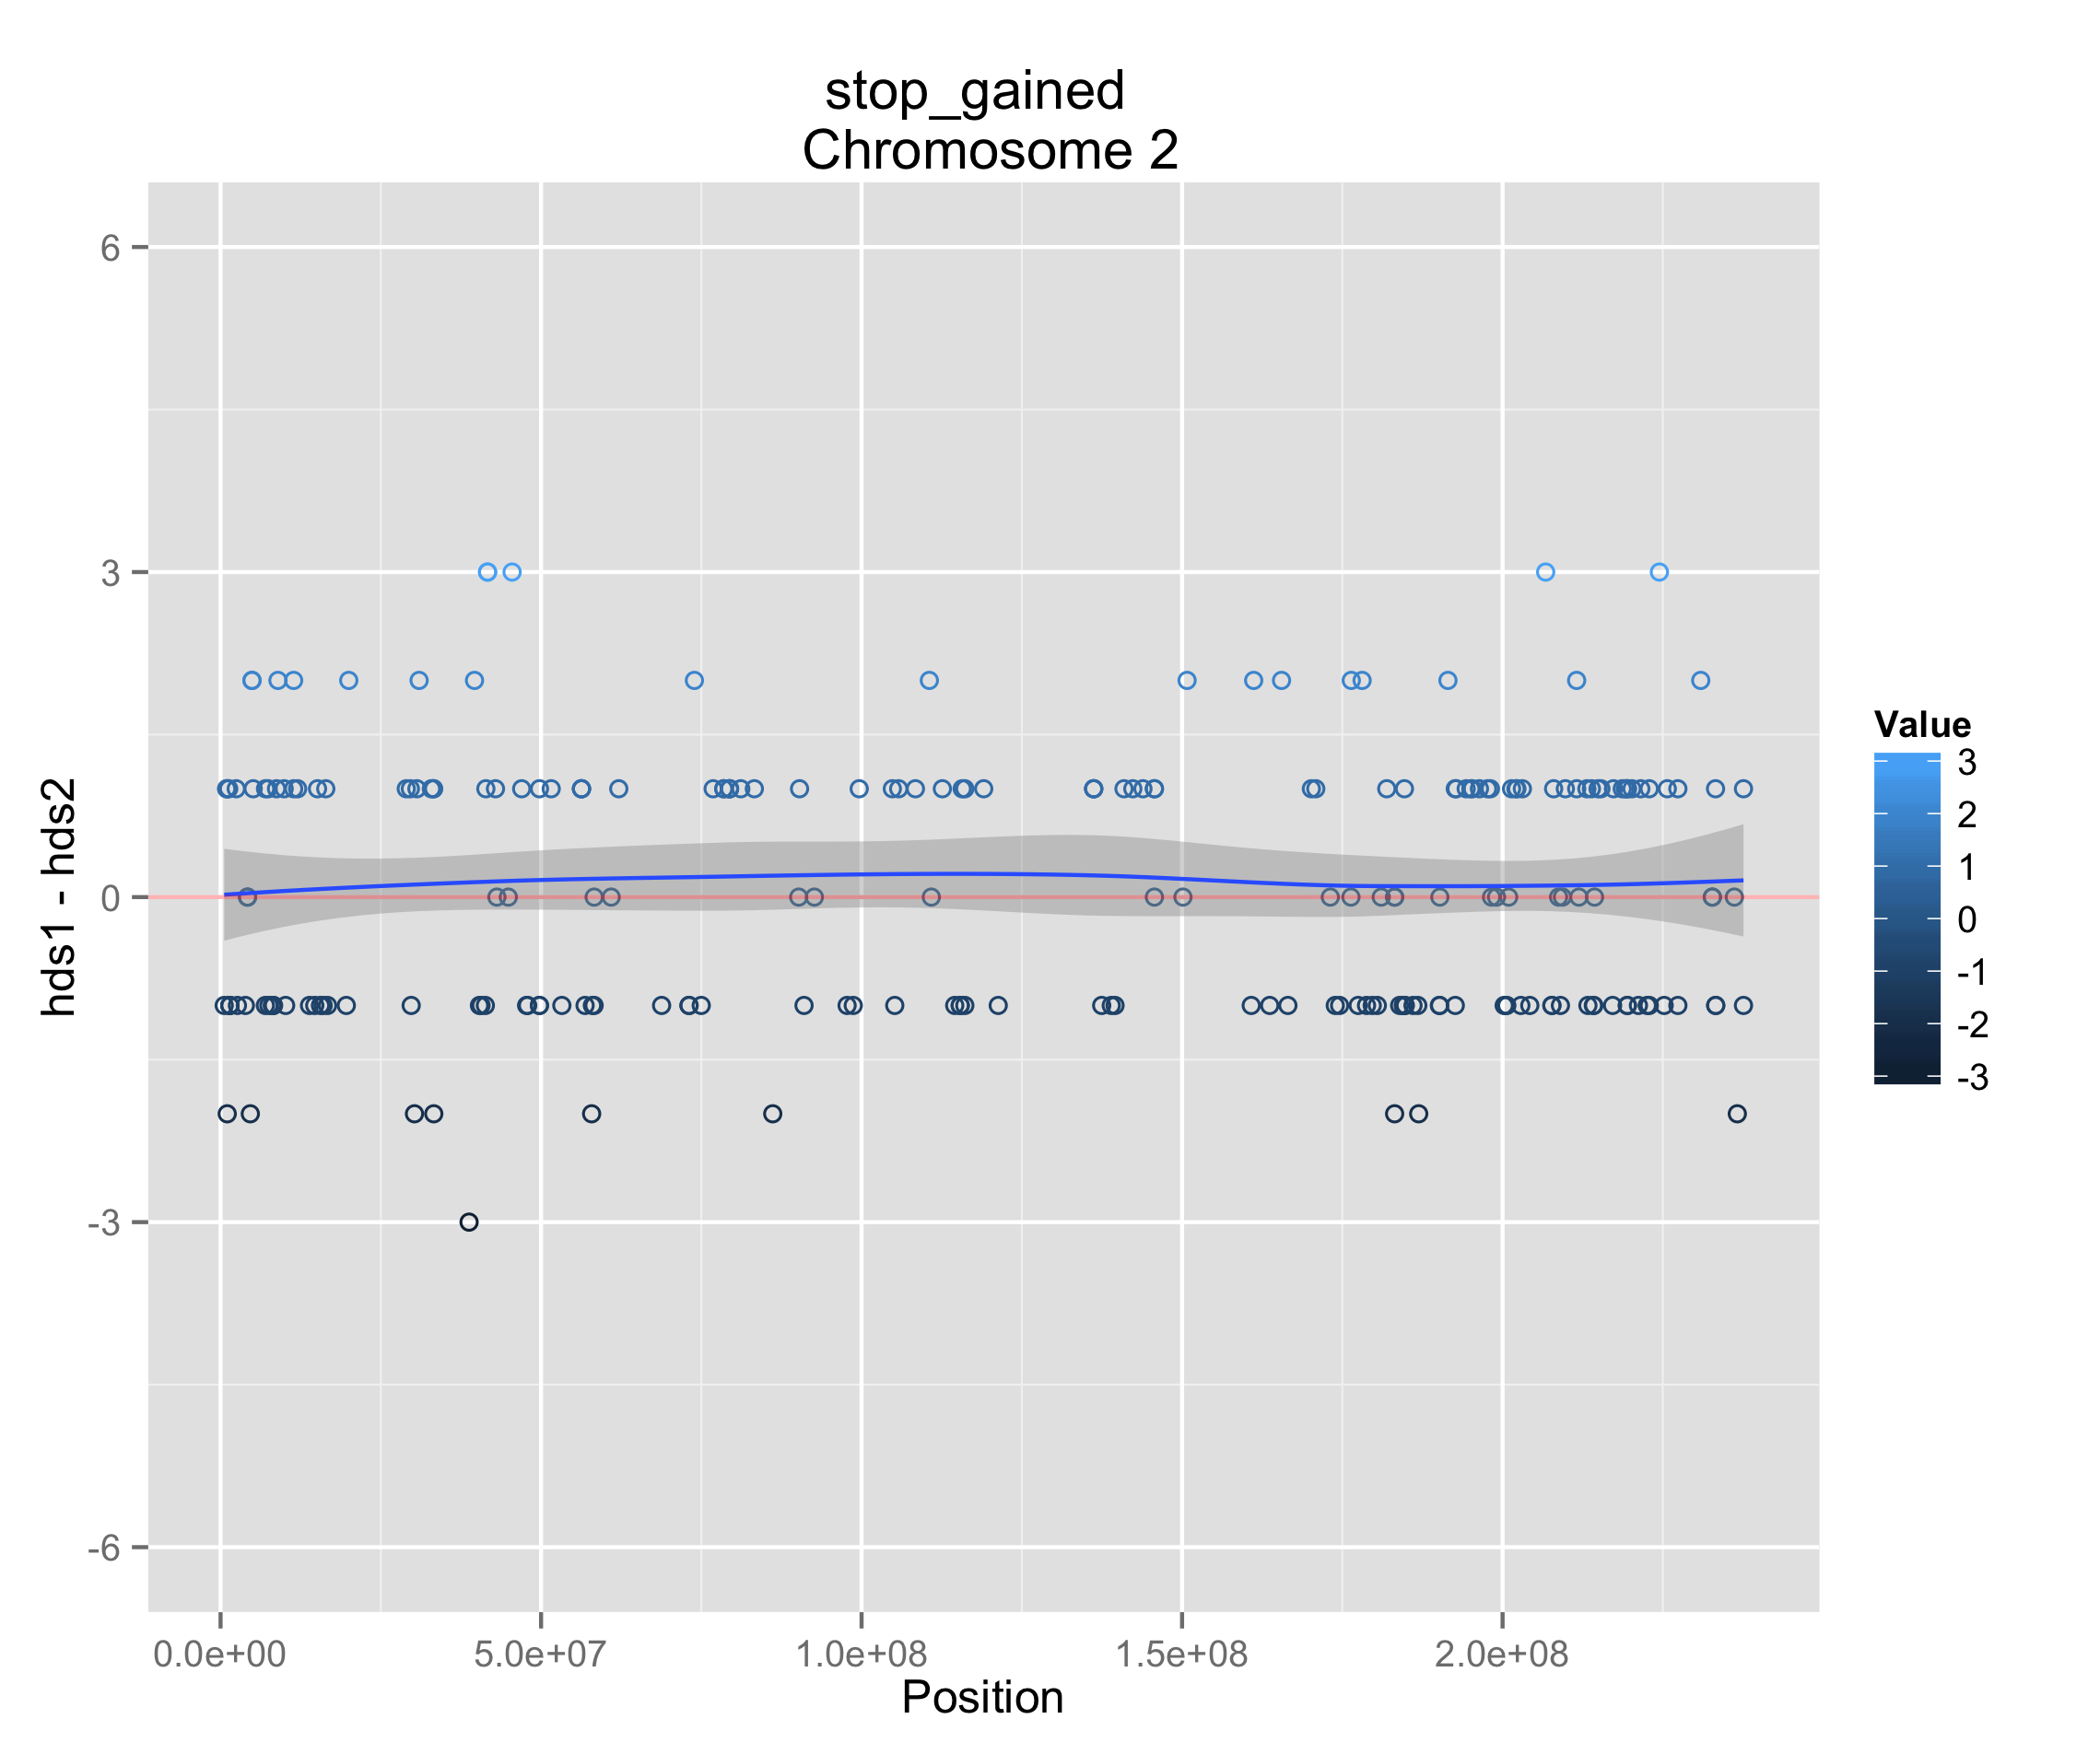 stop_gained
Chromosome 2
6
3
0
-3
-6
hds1 - hds2
0.0e+00 5.0e+07 1.0e+08 1.5e+08 2.0e+08
Position
Value
3
2
1
0
-1
-2
-3